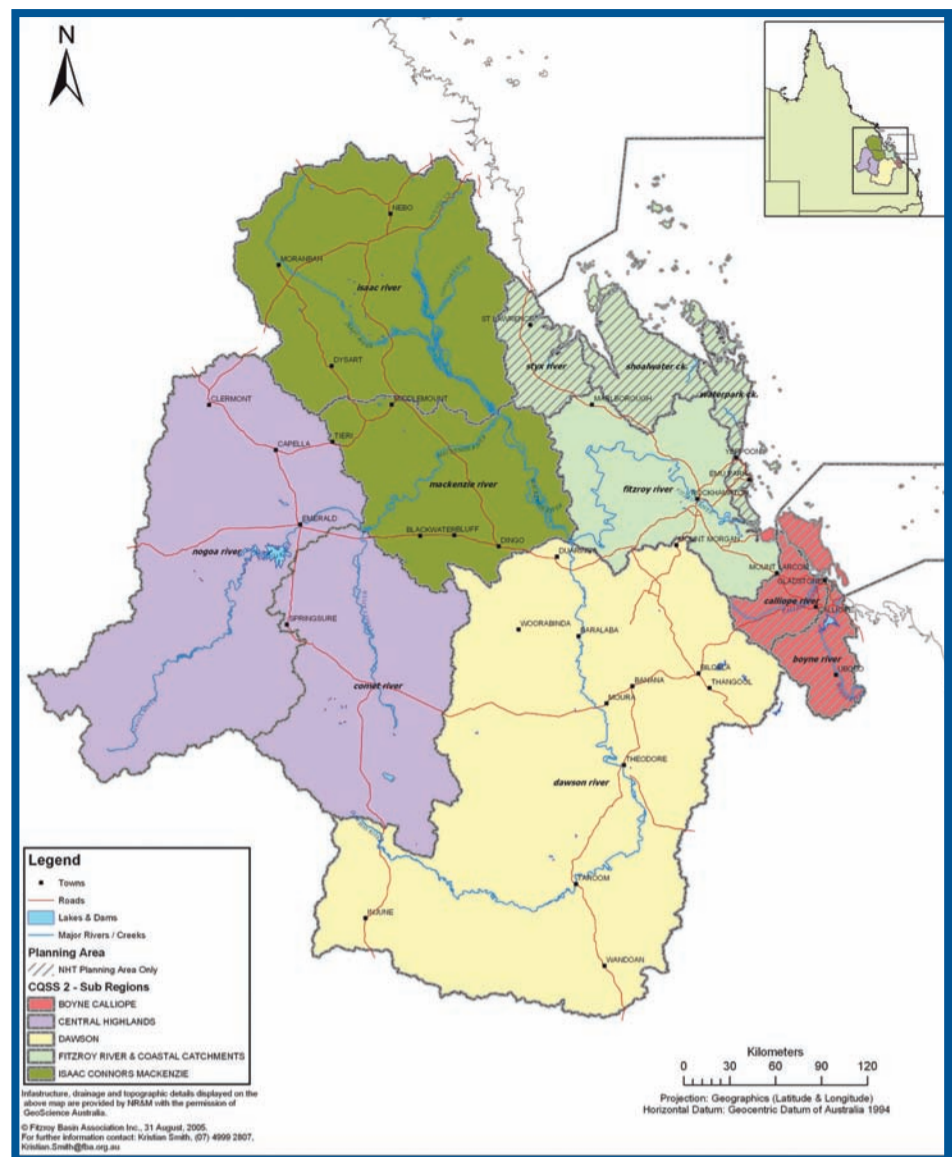 N
NEBO
MORANBAH
isaac river
ST LAWRENCE
styx river
shoalwater ck.
DYSART
waterpark ck.
CLERMONT
MIDDLEMOUNT
MARLBOROUGH
TIERI
CAPELLA
YEPPOON
EMU PARK
mackenzie river
fitzroy river
ROCKHAMPTON
EMERALD
BLACKWATER
BLUFF
DINGO
MOUNT MORGAN
nogoa river
DUARINGA
MOUNT LARCOM
GLADSTONE
calliope river
CALLIOPE
SPRINGSURE
WOORABINDA
BARALABA
boyne river
comet river
BILOELA
UBOBO
BANANA
THANGOOL
MOURA
THEODORE
dawson river
TAROOM
INJUNE
WANDOAN
Legend
Towns
Roads
Lakes & Dams
Major Rivers / Creeks
Planning Area
NHT Planning Area Only
CQSS 2 - Sub Regions
BOYNE CALLIOPE
CENTRAL HIGHLANDS
DAWSON
FITZROY RIVER & COASTAL CATCHMENTS
ISAAC CONNORS MACKENZIE
Infastructure, drainage and topographic details displayed on the
above map are provided by NR&M with the permission of
GeoScience Australia.
© Fitzroy Basin Association Inc., 31 August, 2005.
For further information contact: Kristian Smith, (07) 4999 2807,
Kristian.Smith@fba.org.au
Kilometers
0 30 60 90 120
Projection: Geographics (Latitude & Longitude)
Horizontal Datum: Geocentric Datum of Australia 1994